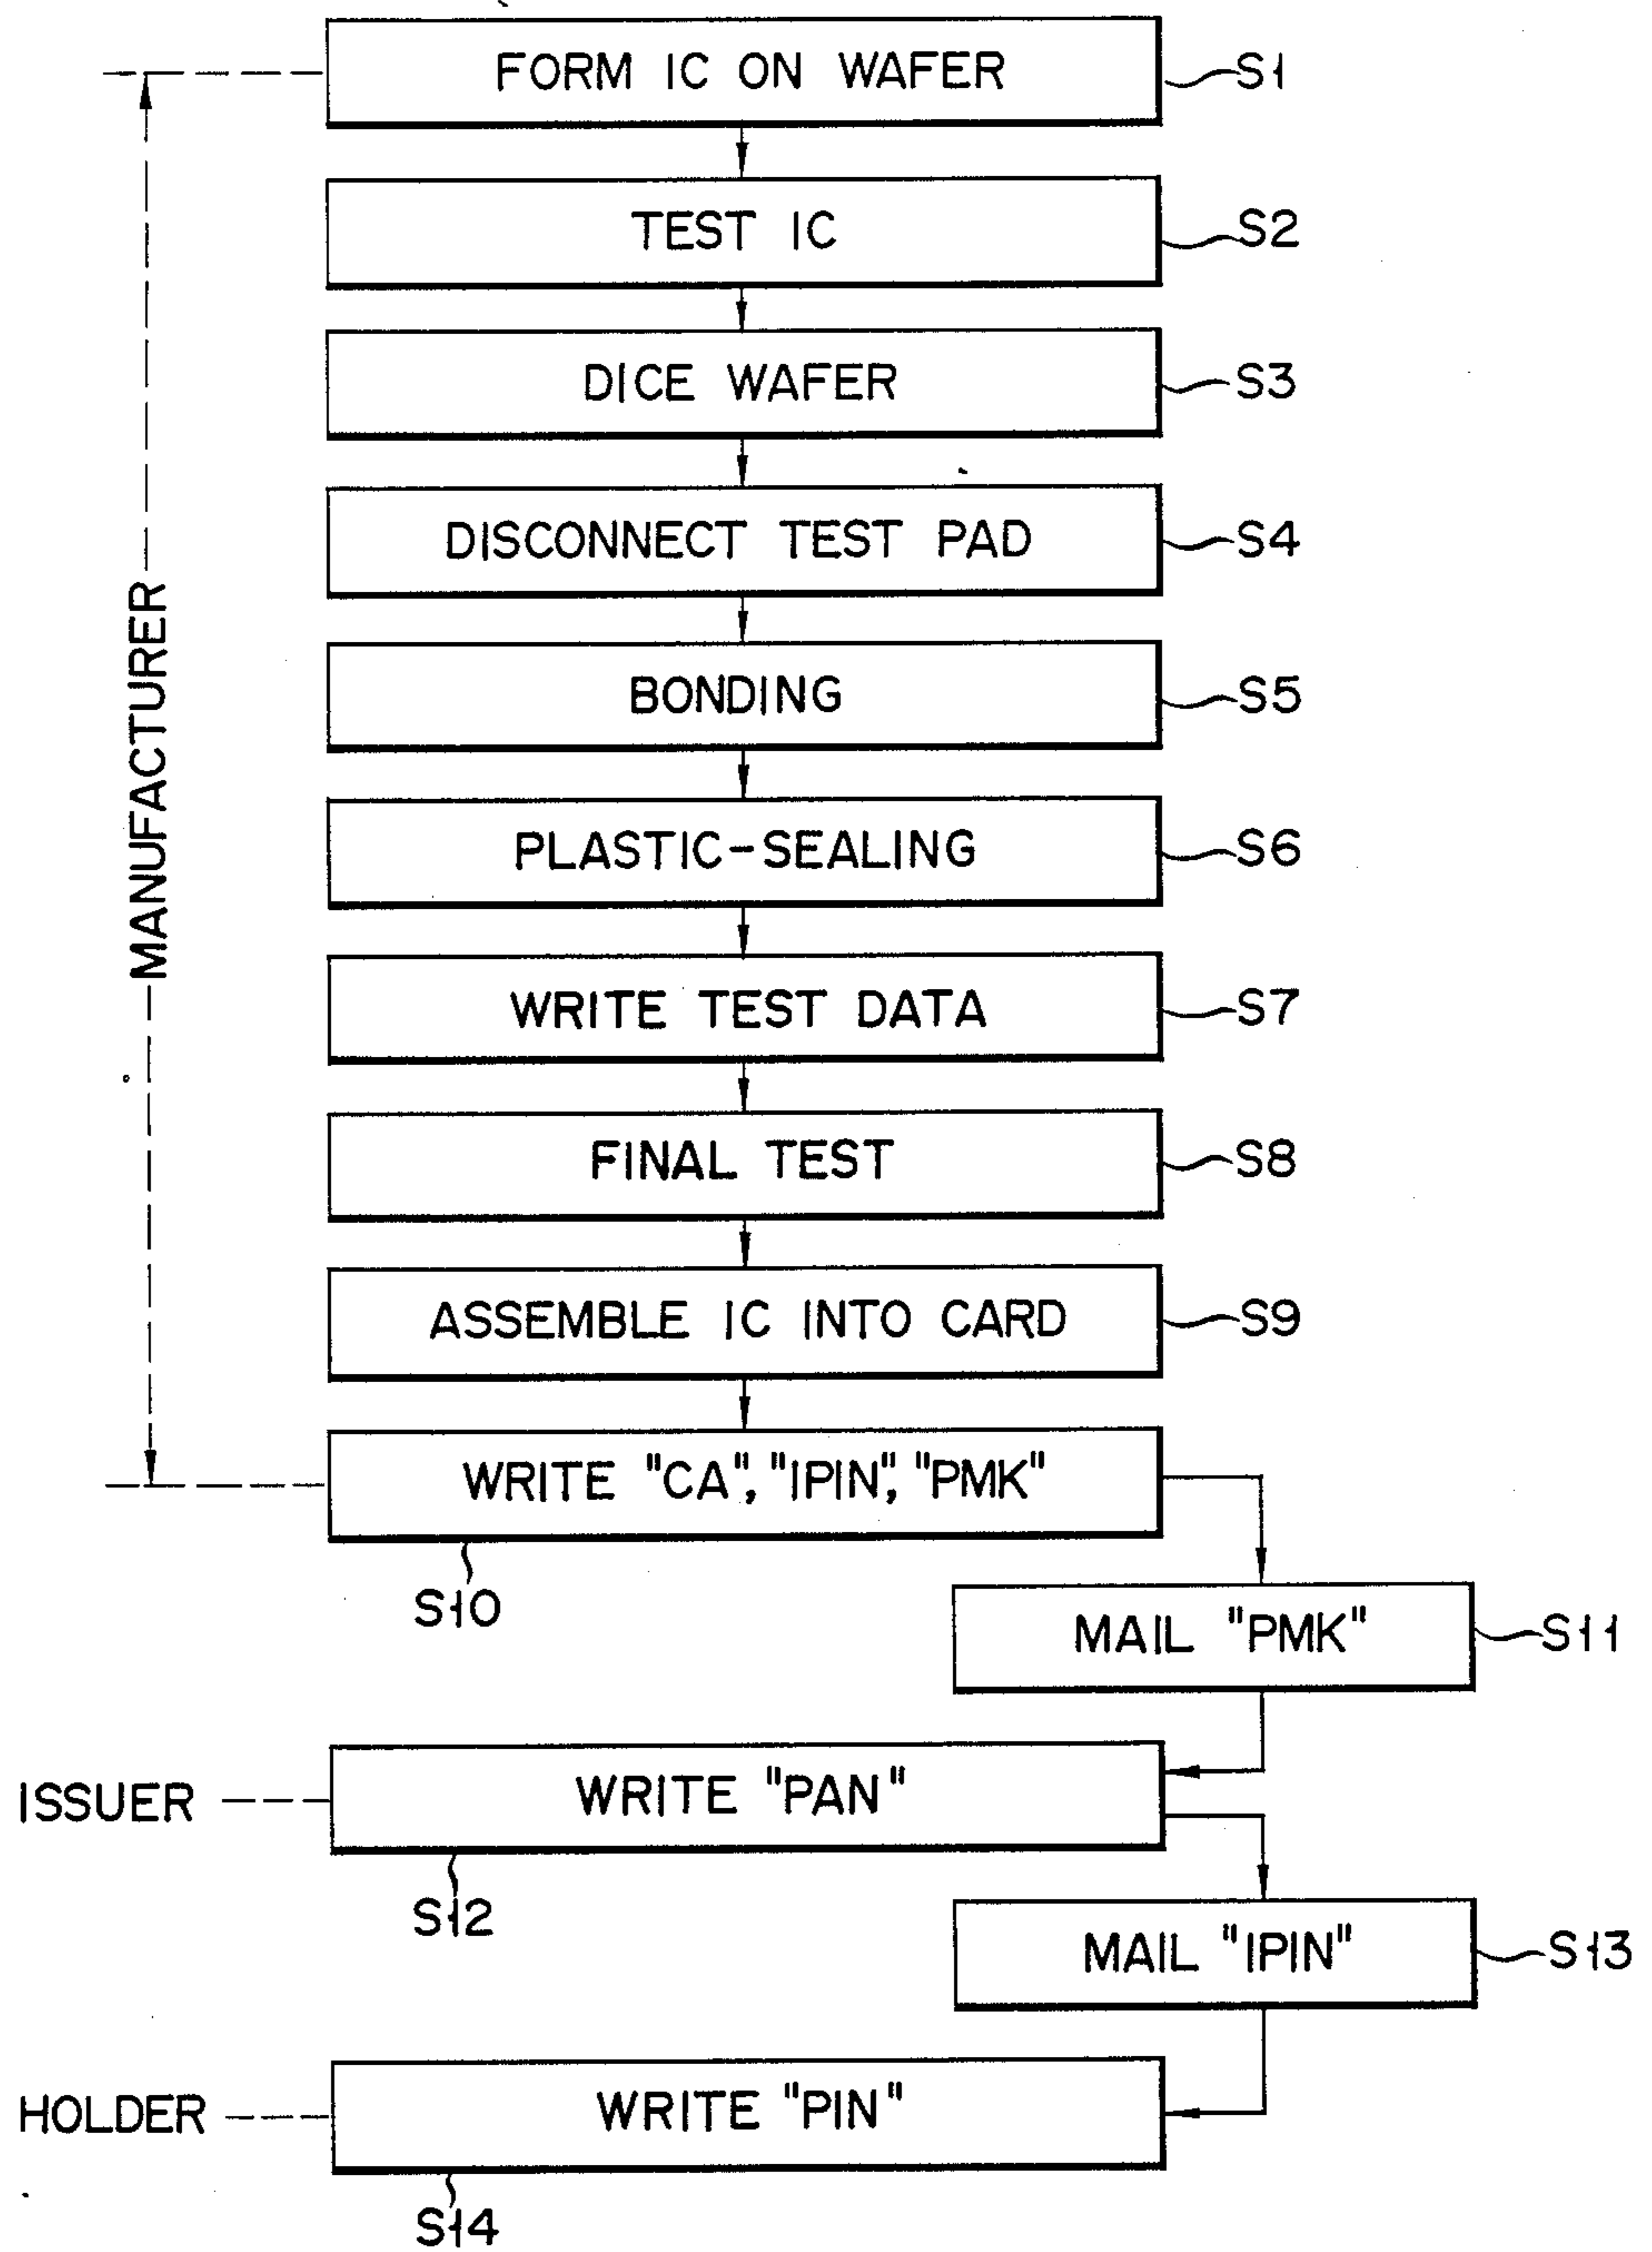 FORM IC ON WAFER S1
TEST IC S2
DICE WAFER S3
DISCONNECT TEST PAD S4
BONDING S5
PLASTIC-SEALING S6
WRITE TEST DATA S7
FINAL TEST S8
ASSEMBLE IC INTO CARD S9
MANUFACTURER
WRITE "CA", "IPIN", "PMK"
S10
MAIL "PMK" S11
ISSUER WRITE "PAN"
S12
MAIL "IPIN" S13
HOLDER WRITE "PIN"
S14